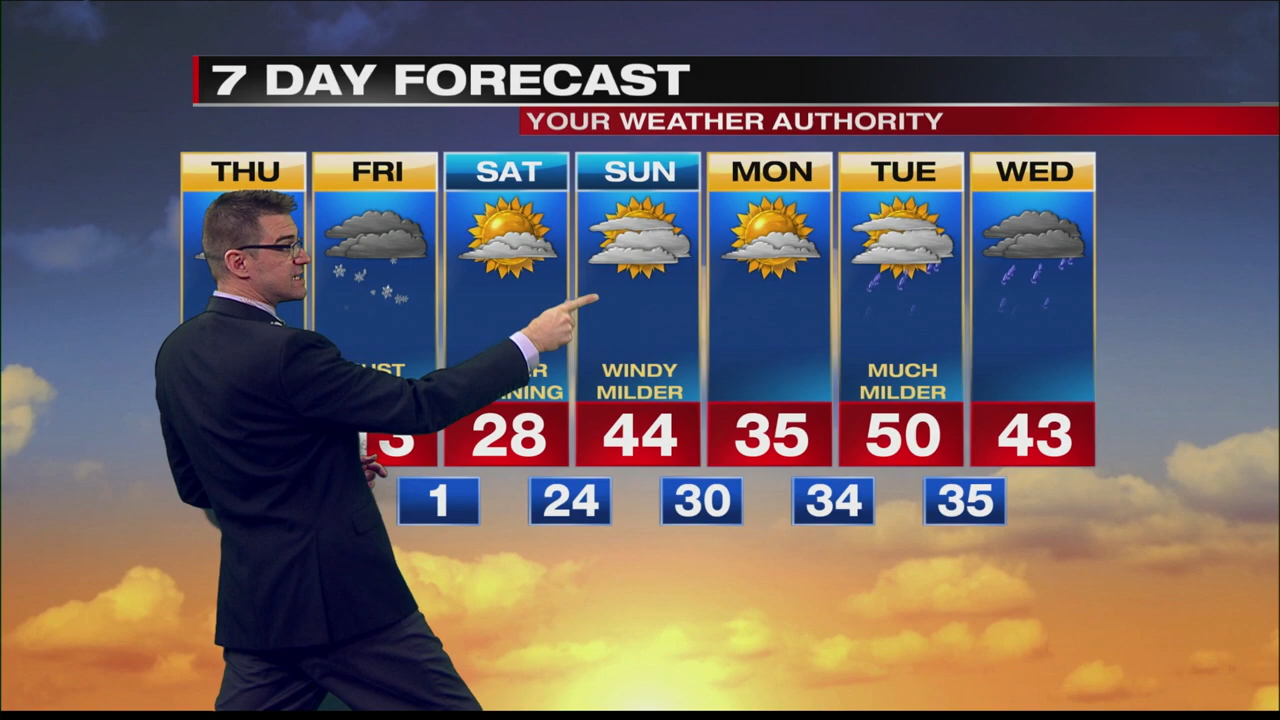 7 DAY FORECAST
YOUR WEATHER AUTHORITY
THU FRI SAT SUN MON TUE WED
WINDY MUCH
MILDER MILDER
28 44 35 50 43
1 24 30 34 35